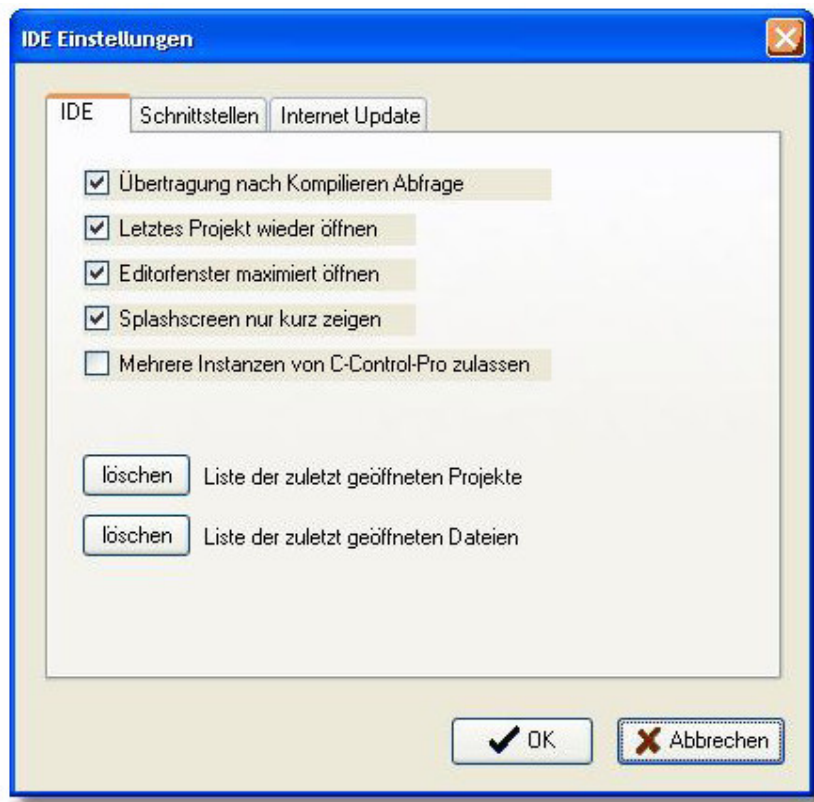 IDE Einstellungen
IDE Schnittstellen Internet Update
Übertragung nach Kompilieren Abfrage
Letztes Projekt wieder öffnen
Editorfenster maximiert öffnen
Splashscreen nur kurz zeigen
Mehrere Instanzen von C-Control-Pro zulassen
löschen Liste der zuletzt geöffneten Projekte
löschen Liste der zuletzt geöffneten Dateien
OK Abbrechen